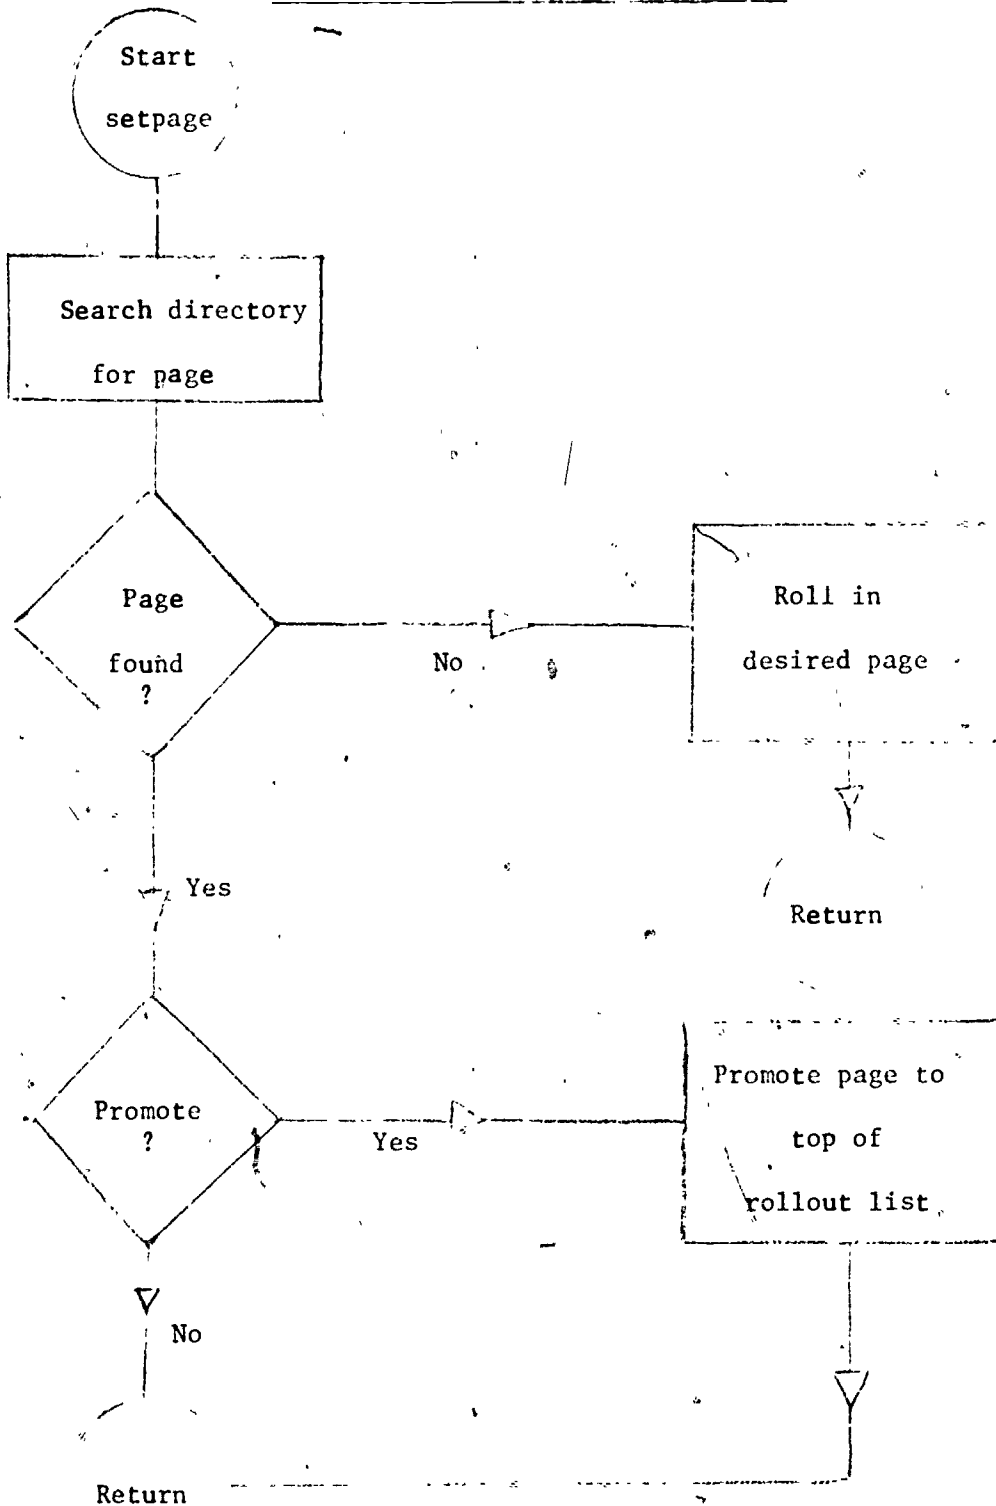 Start
setpage
Search directory
for page
Page
found
?
No
Roll in
desired page
Return
Yes
Promote
?
Yes
Promote page to
top of
rollout list
No
Return